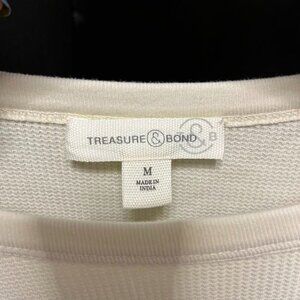 TREASURE & BOND & B
M
MADE IN
INDIA